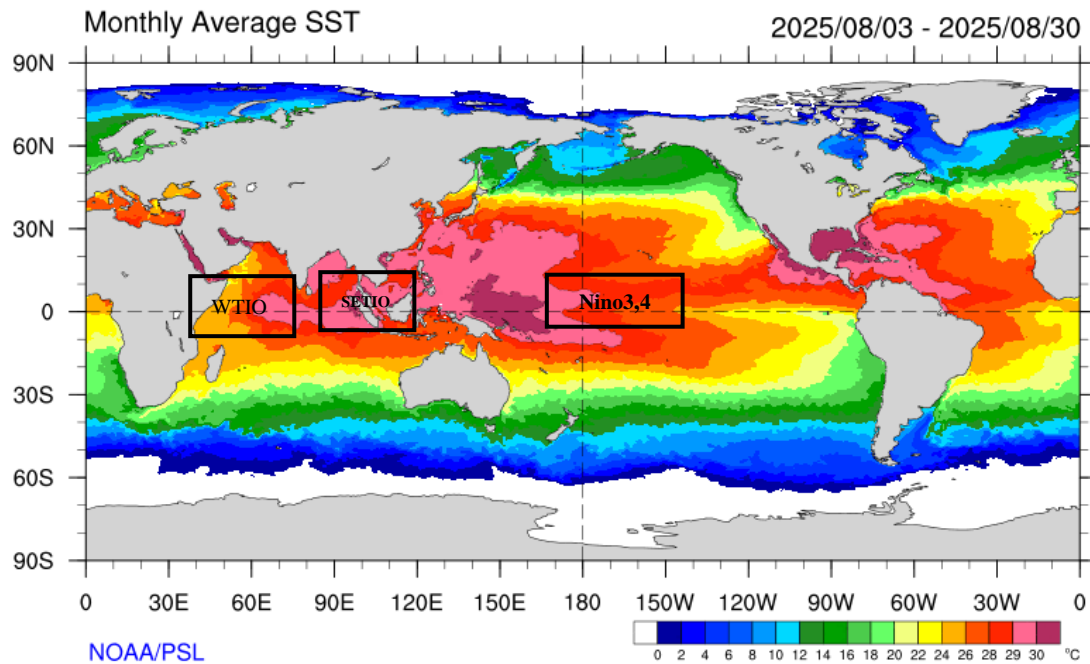 Monthly Average SST
2025/08/03 - 2025/08/30
90N
60N
30N
0
30S
60S
90S
WTIO
SETIO
Nino3,4
0 30E 60E 90E 120E 150E 180 150W 120W 90W 60W 30W 0
NOAA/PSL
0 2 4 6 8 10 12 14 16 18 20 22 24 26 28 29 30 °C